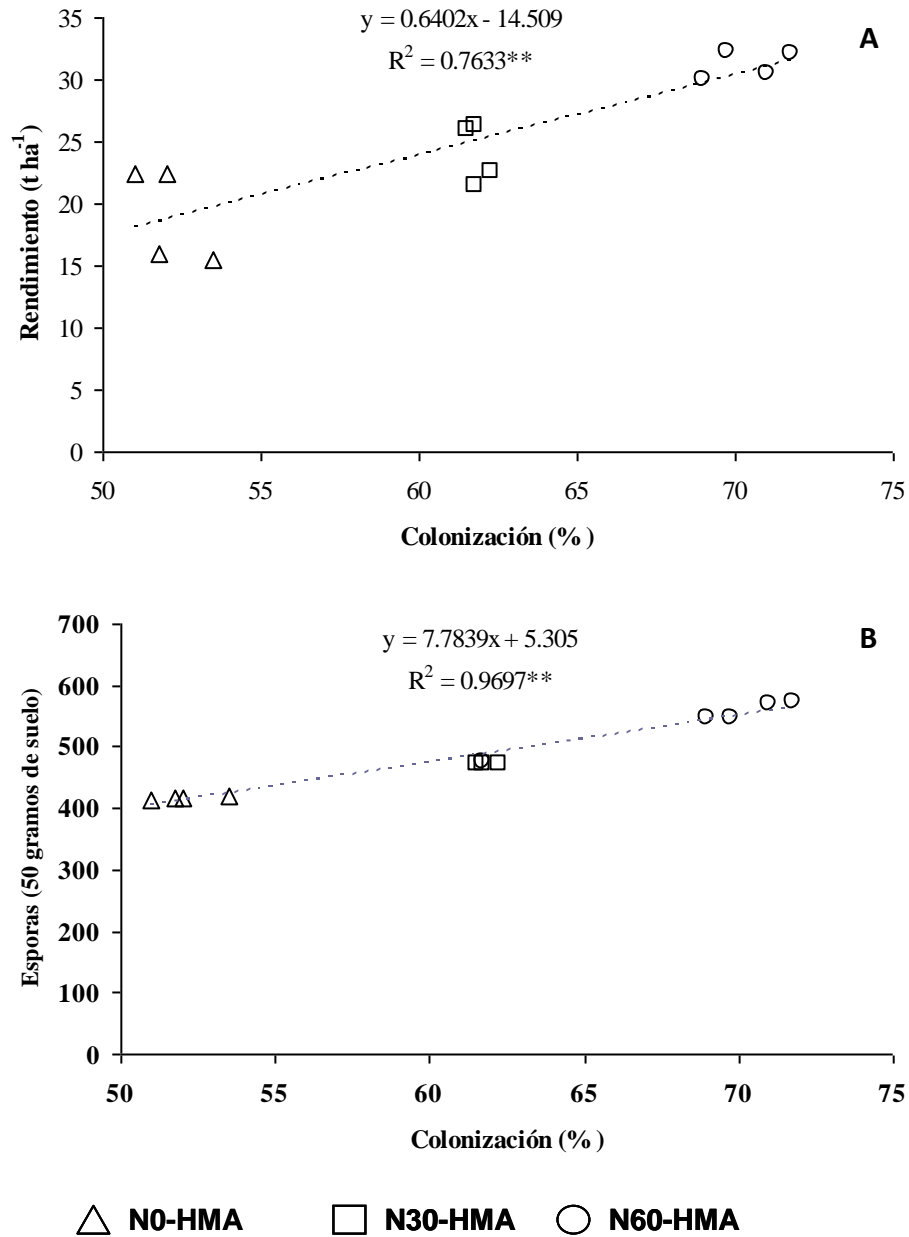 y = 0.6402x - 14.509
R² = 0.7633**
A
35
30
25
20
15
10
5
0
Rendimiento (t ha⁻¹)
50 55 60 65 70 75
Colonización (%)
y = 7.7839x + 5.305
R² = 0.9697**
B
700
600
500
400
300
200
100
0
Esporas (50 gramos de suelo)
50 55 60 65 70 75
Colonización (%)
N0-HMA N30-HMA N60-HMA